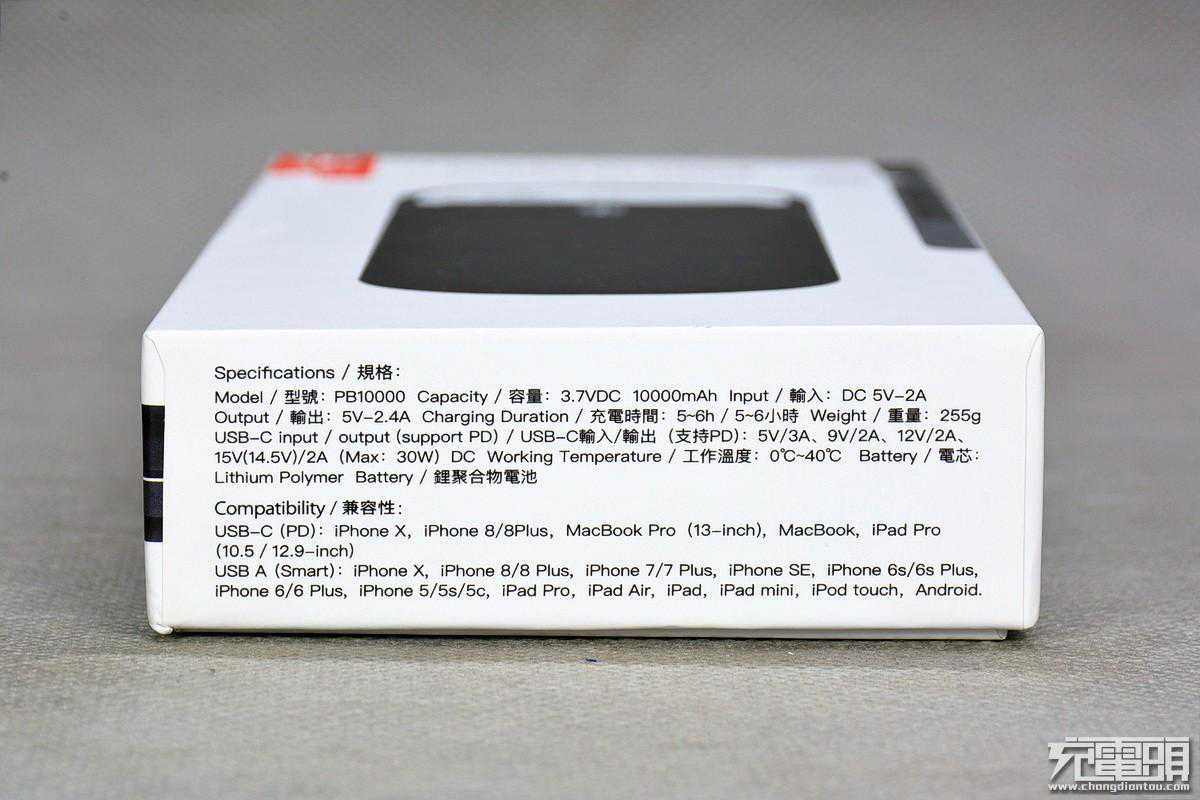 Specifications / 規格：
Model / 型號： PB10000 Capacity / 容量： 3.7VDC 10000mAh Input / 輸入： DC 5V-2A
Output / 輸出： 5V-2.4A Charging Duration / 充電時間： 5~6h / 5~6小時 Weight / 重量： 255g
USB-C input / output (support PD) / USB-C輸入/輸出（支持PD）：5V/3A、9V/2A、12V/2A、
15V(14.5V)/2A（Max：30W）DC Working Temperature / 工作溫度： 0℃~40℃ Battery / 電芯：
Lithium Polymer Battery / 鋰聚合物電池
Compatibility / 兼容性：
USB-C (PD)： iPhone X, iPhone 8/8Plus, MacBook Pro（13-inch), MacBook, iPad Pro
(10.5 / 12.9-inch)
USB A (Smart)： iPhone X, iPhone 8/8 Plus, iPhone 7/7 Plus, iPhone SE, iPhone 6s/6s Plus,
iPhone 6/6 Plus, iPhone 5/5s/5c, iPad Pro, iPad Air, iPad, iPad mini, iPod touch, Android.
充電頭
www.chongdiantou.com